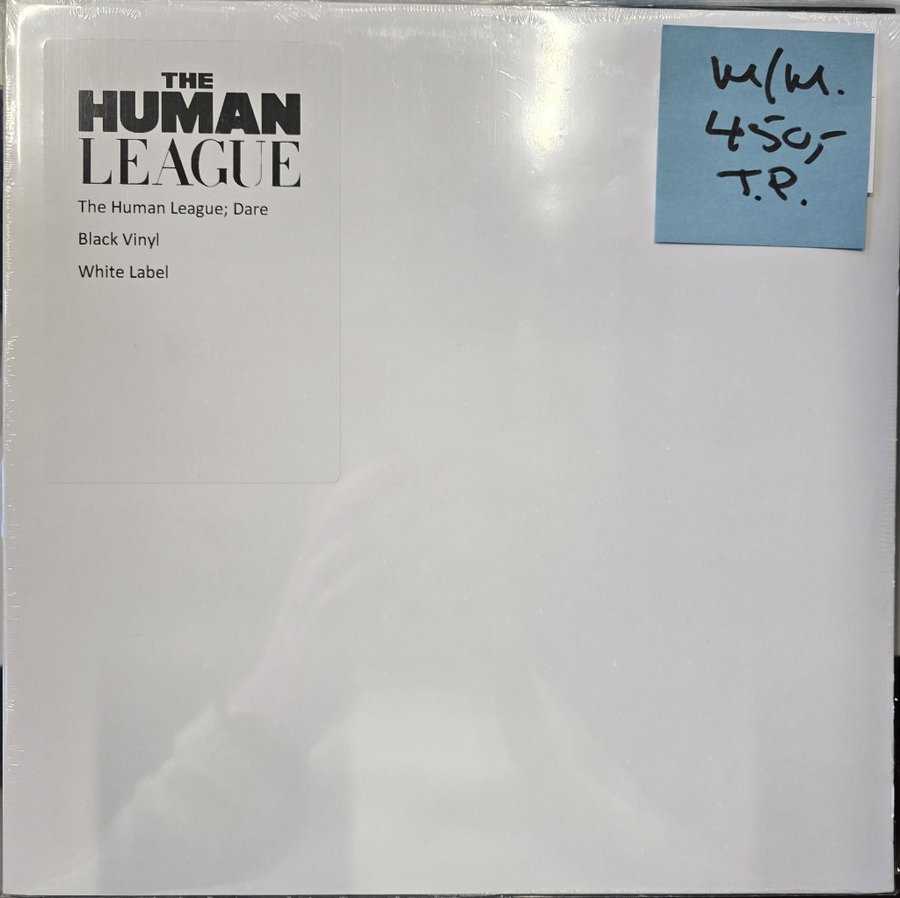 THE
HUMAN
LEAGUE
The Human League; Dare
Black Vinyl
White Label
M/M.
450,-
T.P.